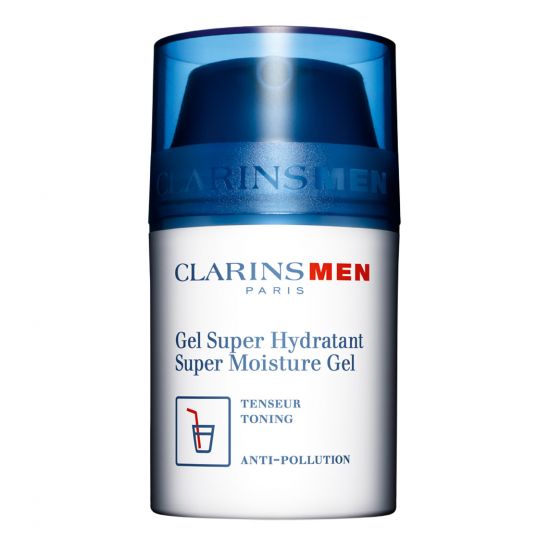 CLARINSMEN
CLARINSMEN
PARIS
Gel Super Hydratant
Super Moisture Gel
TENSEUR
TONING
ANTI-POLLUTION